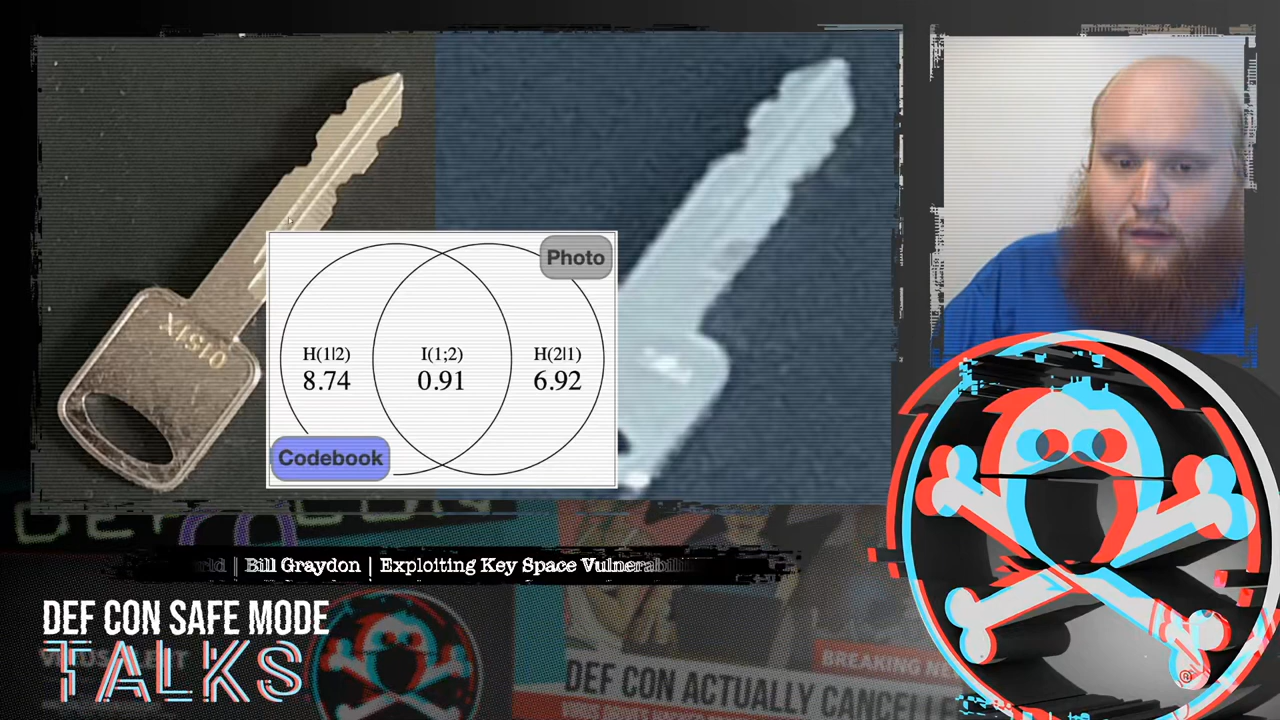 X1510
Photo
H(1|2) I(1;2) H(2|1)
8.74 0.91 6.92
Codebook
| Bill Graydon | Exploiting Key Space
DEF CON SAFE MODE
TALKS
BREAKING
DEF CON ACTUALLY
®